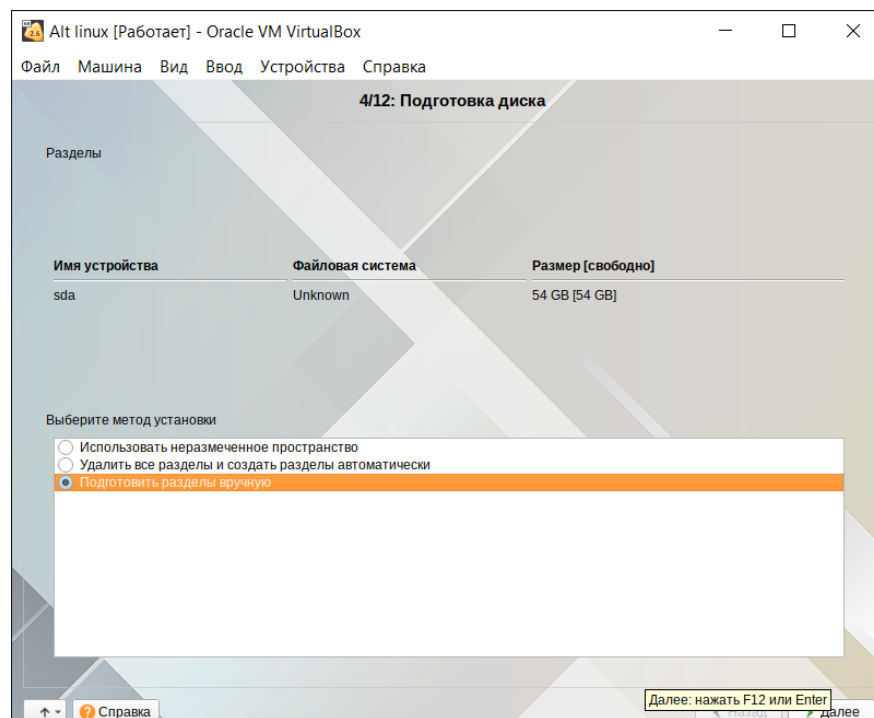 Alt linux [Работает] - Oracle VM VirtualBox
Файл Машина Вид Ввод Устройства Справка
4/12: Подготовка диска
Разделы
Имя устройства Файловая система Размер [свободно]
sda Unknown 54 GB [54 GB]
Выберите метод установки
Использовать неразмеченное пространство
Удалить все разделы и создать разделы автоматически
Подготовить разделы вручную
Далее: нажать F12 или Enter
Справка Назад Далее